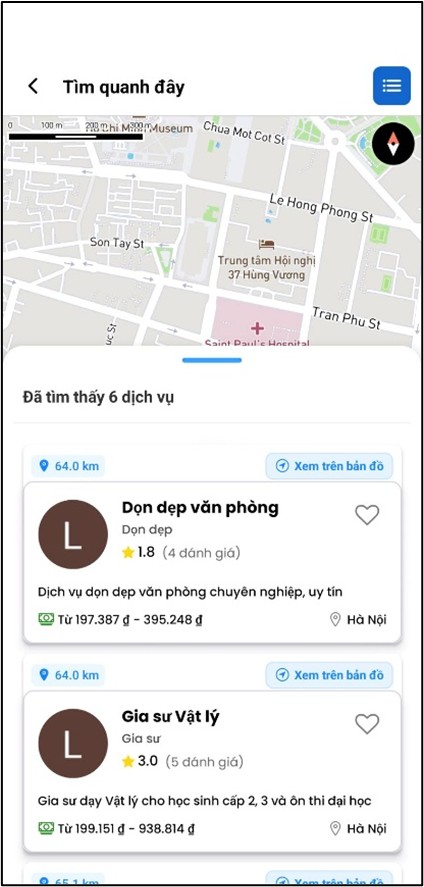 Tìm quanh đây
0 100 m 200 m 300 m
Museum
Chua Mot Cot St
Le Hong Phong St
Son Tay St
Trung tâm Hội nghị
37 Hùng Vương
Tran Phu St
uc St
Saint Paul's Hospital
Đã tìm thấy 6 dịch vụ
64.0 km Xem trên bản đồ
L
Dọn dẹp văn phòng
Dọn dẹp
1.8 (4 đánh giá)
Dịch vụ dọn dẹp văn phòng chuyên nghiệp, uy tín
Từ 197.387 ₫ - 395.248 ₫ Hà Nội
64.0 km Xem trên bản đồ
L
Gia sư Vật lý
Gia sư
3.0 (5 đánh giá)
Gia sư dạy Vật lý cho học sinh cấp 2, 3 và ôn thi đại học
Từ 199.151 ₫ - 938.814 ₫ Hà Nội
65.1 km Xem trên bản đồ